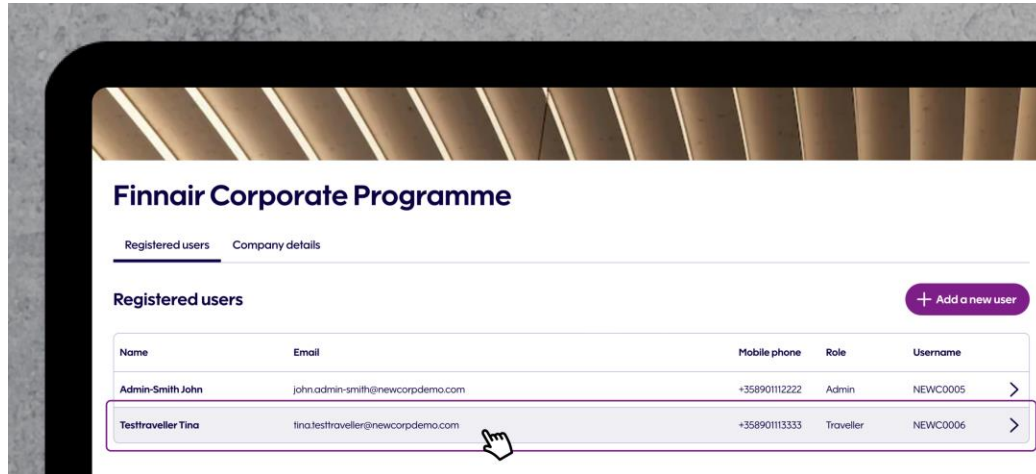 Finnair Corporate Programme
Registered users Company details
Registered users
+ Add a new user
Name Email Mobile phone Role Username
Admin-Smith John john.admin-smith@newcorpdemo.com +358901112222 Admin NEWC0005
Testtraveller Tina tina.testtraveller@newcorpdemo.com +358901113333 Traveller NEWC0006